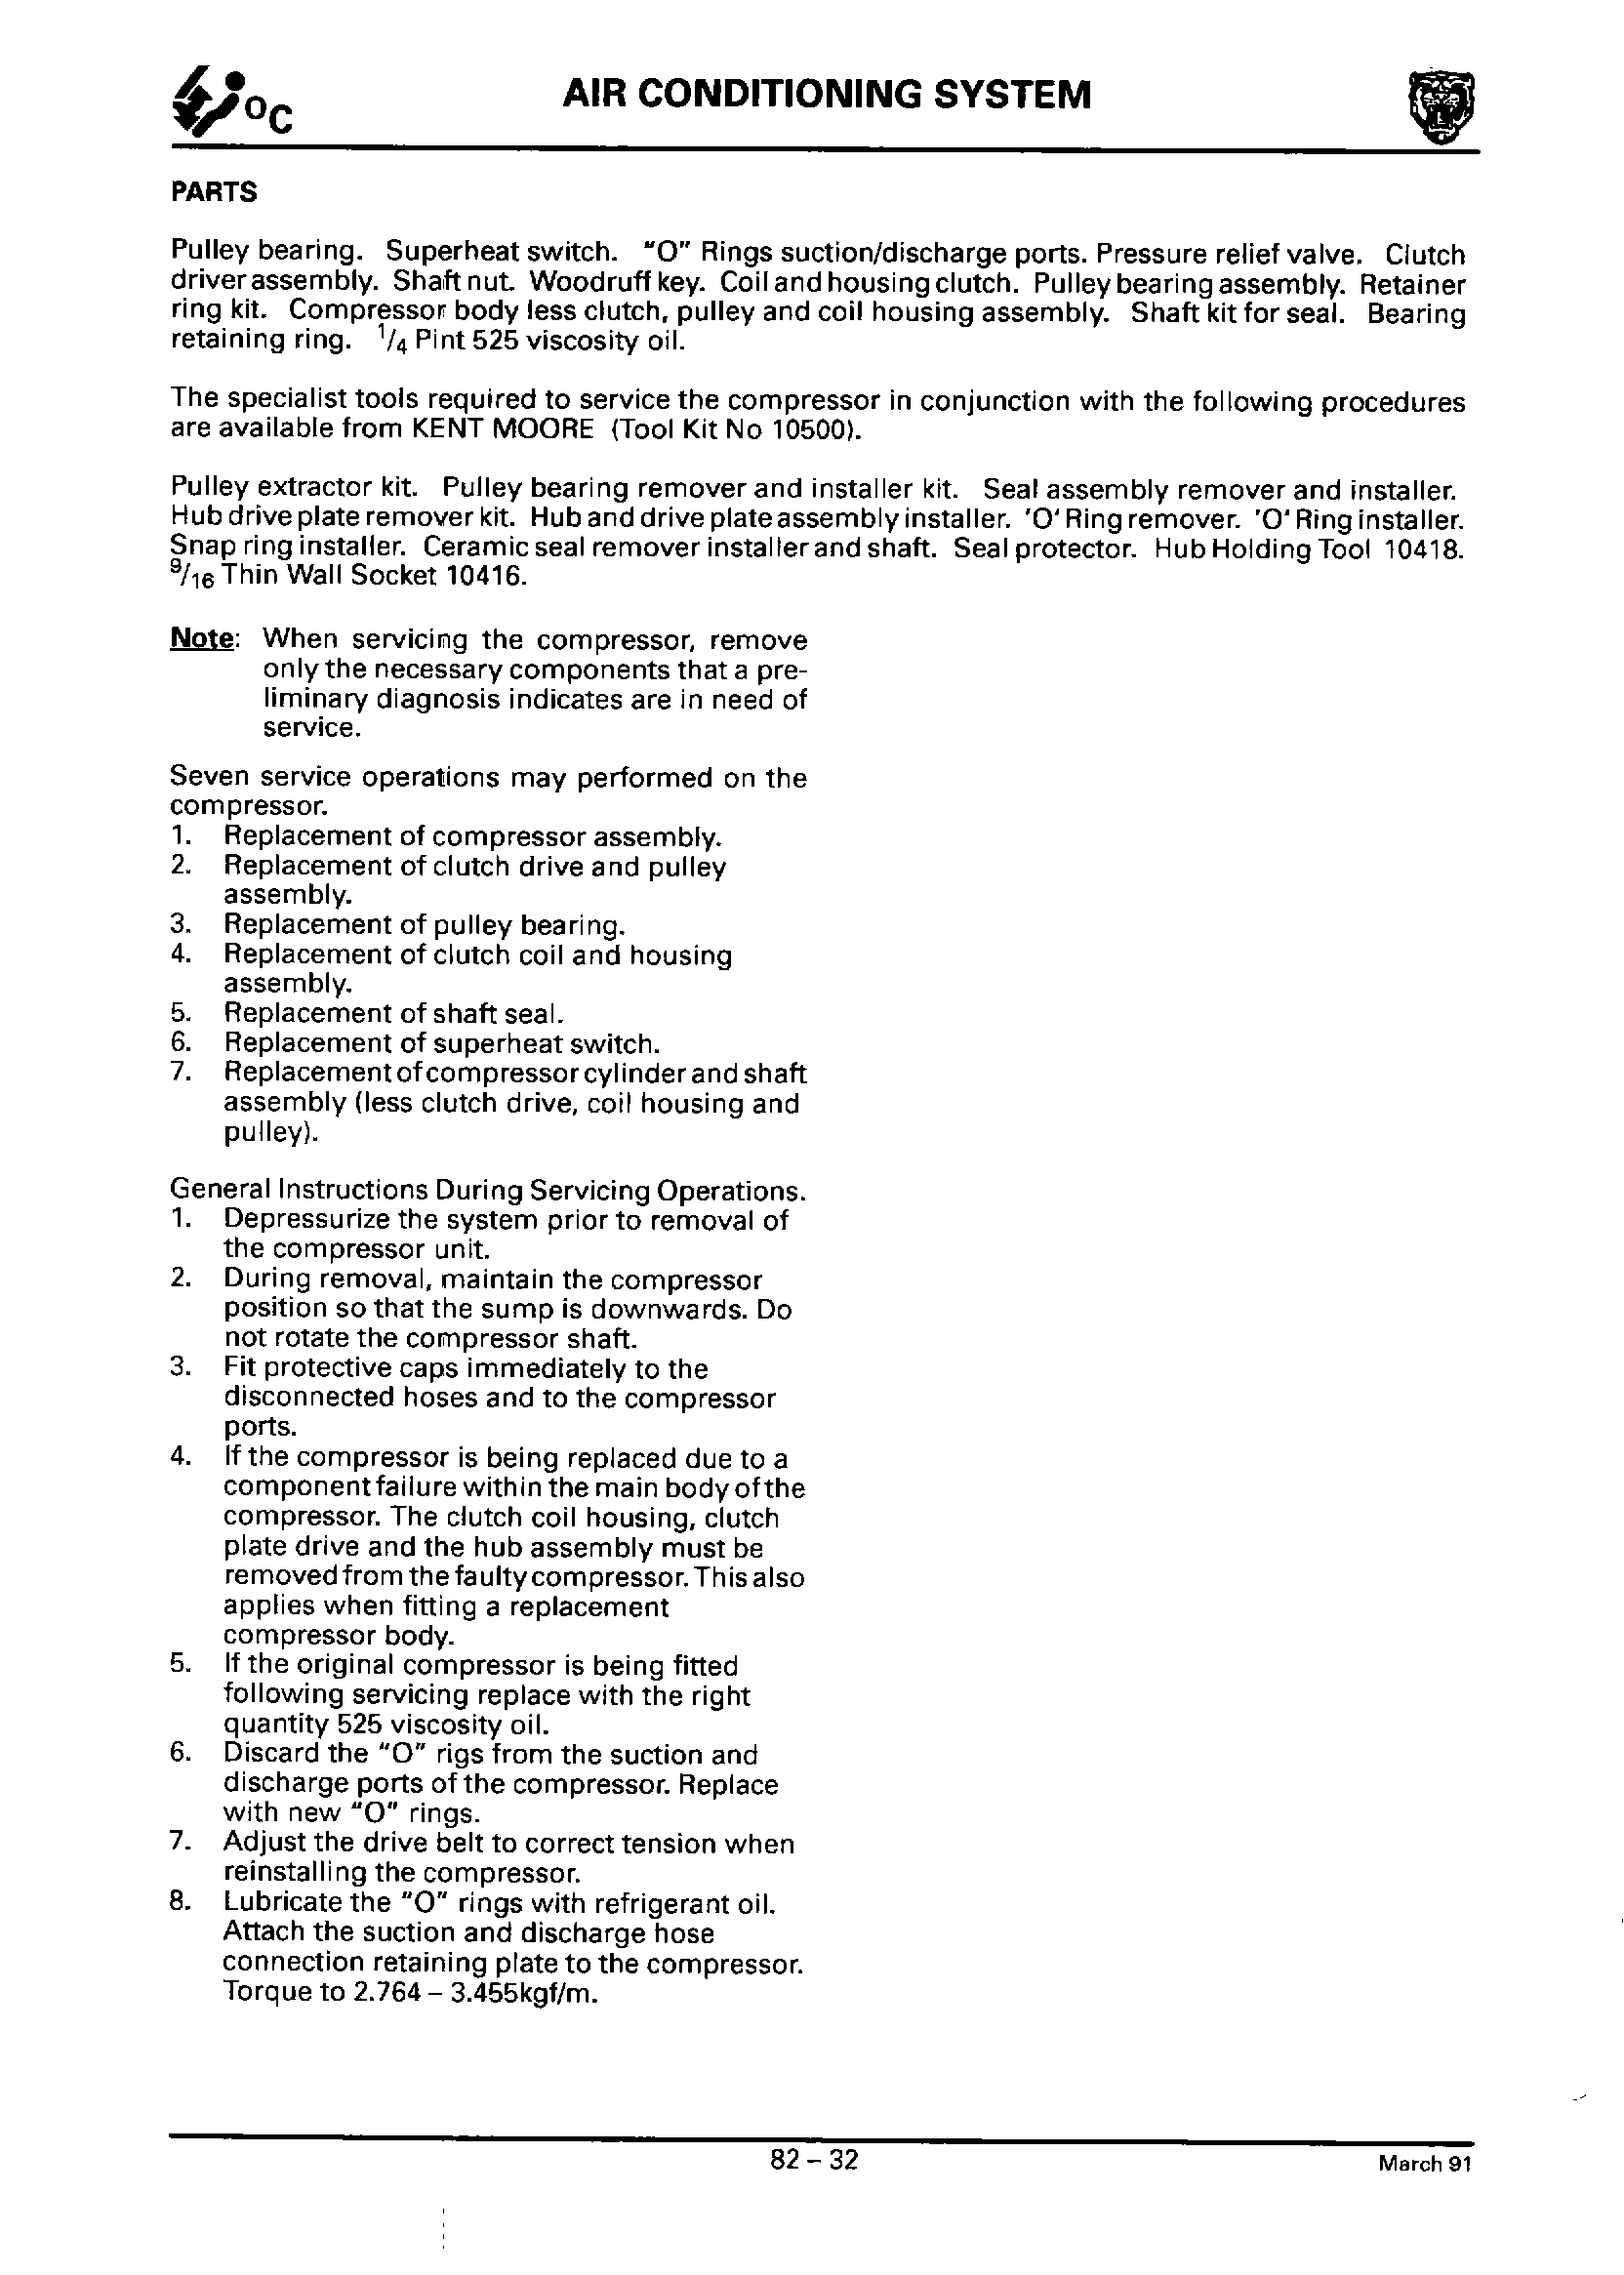 °C
AIR CONDITIONING SYSTEM
PARTS
Pulley bearing. Superheat switch. "O" Rings suction/discharge ports. Pressure relief valve. Clutch
driver assembly. Shaft nut. Woodruff key. Coil and housing clutch. Pulley bearing assembly. Retainer
ring kit. Compressor body less clutch, pulley and coil housing assembly. Shaft kit for seal. Bearing
retaining ring. 1/4 Pint 525 viscosity oil.
The specialist tools required to service the compressor in conjunction with the following procedures
are available from KENT MOORE (Tool Kit No 10500).
Pulley extractor kit. Pulley bearing remover and installer kit. Seal assembly remover and installer.
Hub drive plate remover kit. Hub and drive plate assembly installer. 'O' Ring remover. 'O' Ring installer.
Snap ring installer. Ceramic seal remover installer and shaft. Seal protector. Hub Holding Tool 10418.
9/16 Thin Wall Socket 10416.
Note: When servicing the compressor, remove
only the necessary components that a pre-
liminary diagnosis indicates are in need of
service.
Seven service operations may performed on the
compressor.
1. Replacement of compressor assembly.
2. Replacement of clutch drive and pulley
assembly.
3. Replacement of pulley bearing.
4. Replacement of clutch coil and housing
assembly.
5. Replacement of shaft seal.
6. Replacement of superheat switch.
7. Replacement of compressor cylinder and shaft
assembly (less clutch drive, coil housing and
pulley).
General Instructions During Servicing Operations.
1. Depressurize the system prior to removal of
the compressor unit.
2. During removal, maintain the compressor
position so that the sump is downwards. Do
not rotate the compressor shaft.
3. Fit protective caps immediately to the
disconnected hoses and to the compressor
ports.
4. If the compressor is being replaced due to a
component failure within the main body of the
compressor. The clutch coil housing, clutch
plate drive and the hub assembly must be
removed from the faulty compressor. This also
applies when fitting a replacement
compressor body.
5. If the original compressor is being fitted
following servicing replace with the right
quantity 525 viscosity oil.
6. Discard the "O" rigs from the suction and
discharge ports of the compressor. Replace
with new "O" rings.
7. Adjust the drive belt to correct tension when
reinstalling the compressor.
8. Lubricate the "O" rings with refrigerant oil.
Attach the suction and discharge hose
connection retaining plate to the compressor.
Torque to 2.764 – 3.455kgf/m.
82 – 32
March 91